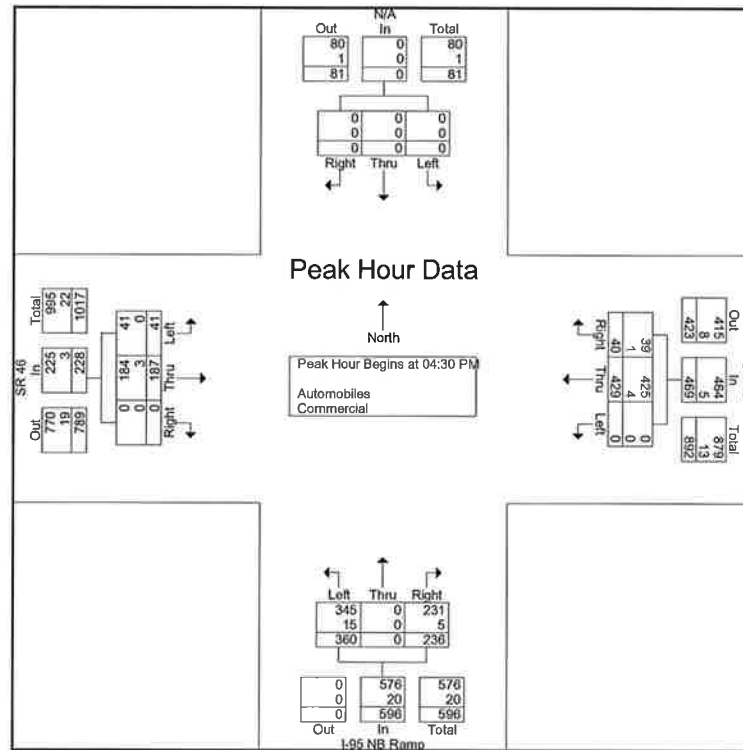 N/A
Out In Total
80 0 80
1 0 1
81 0 81
0 0 0
0 0 0
0 0 0
Right Thru Left
Peak Hour Data
North
Peak Hour Begins at 04:30 PM
Automobiles
Commercial
SR 46
Total
995
22
1017
In
225
3
228
Out
770
19
789
41
0
41
Left
184
3
187
Thru
0
0
0
Right
Right
39
1
40
Thru
425
4
429
Left
0
0
0
Out
415
8
423
In
464
5
469
Total
879
13
892
Left Thru Right
345 0 231
15 0 5
360 0 236
0 576 576
0 20 20
0 596 596
Out In Total
I-95 NB Ramp